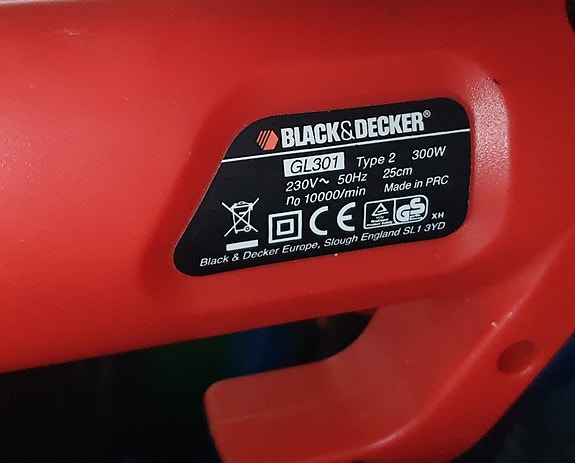 BLACK&DECKER®
GL301 Type 2 300W
230V~ 50Hz 25cm
no 10000/min Made in PRC
CE GS XH
Black & Decker Europe, Slough England SL1 3YD